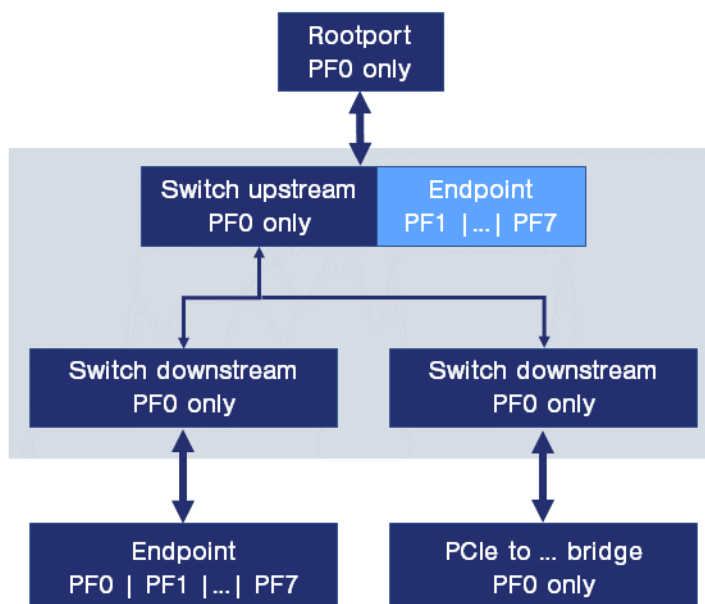 Rootport
PF0 only
Switch upstream
PF0 only
Endpoint
PF1 |...| PF7
Switch downstream
PF0 only
Switch downstream
PF0 only
Endpoint
PF0 | PF1 |...| PF7
PCIe to ... bridge
PF0 only